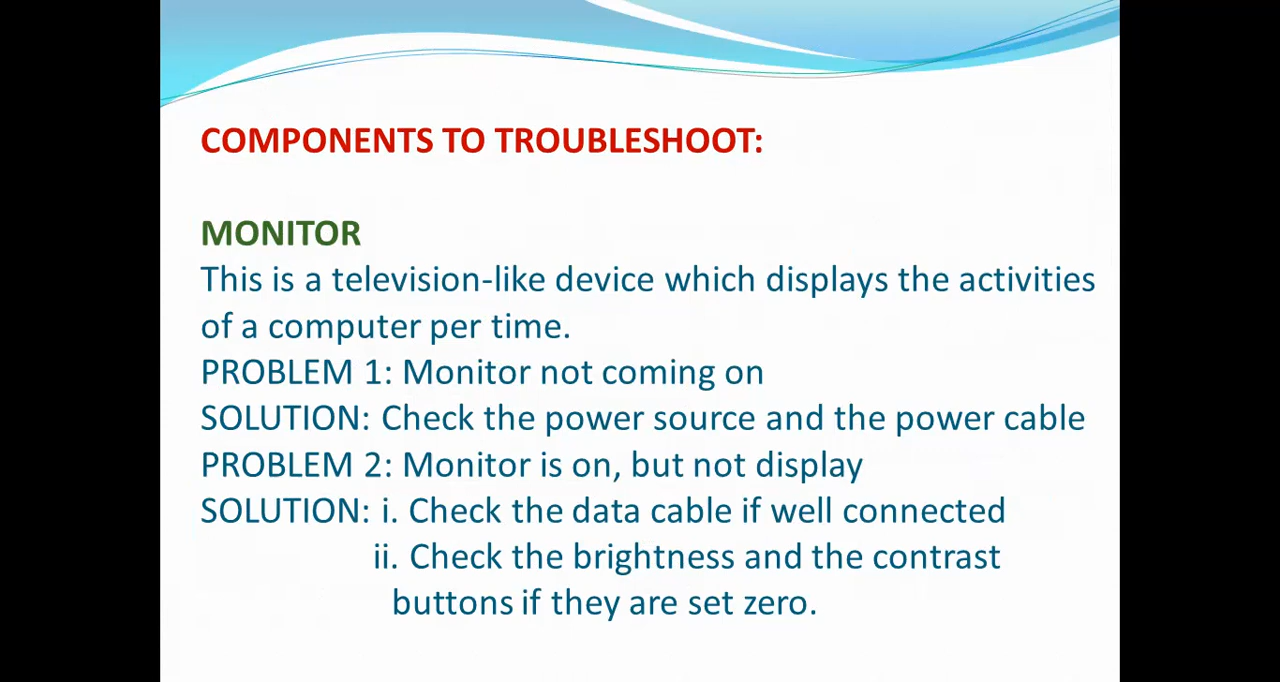 COMPONENTS TO TROUBLESHOOT:
MONITOR
This is a television-like device which displays the activities
of a computer per time.
PROBLEM 1: Monitor not coming on
SOLUTION: Check the power source and the power cable
PROBLEM 2: Monitor is on, but not display
SOLUTION: i. Check the data cable if well connected
ii. Check the brightness and the contrast
buttons if they are set zero.